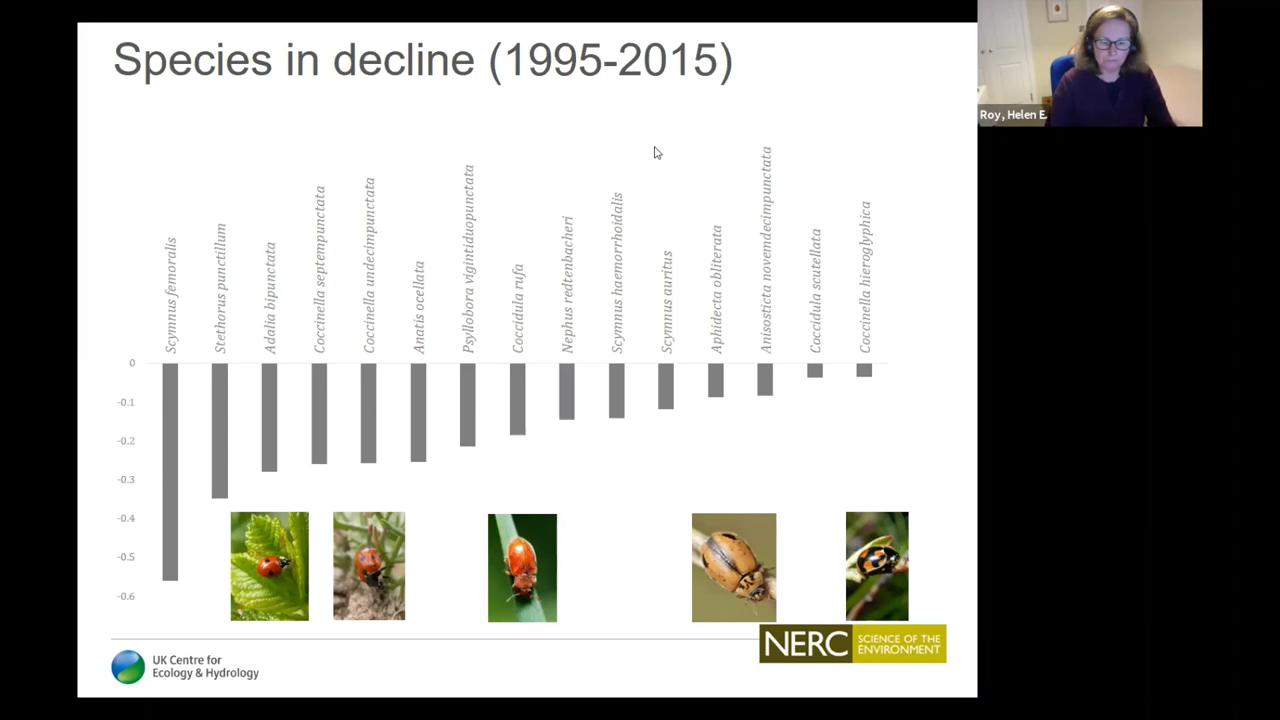 Species in decline (1995-2015)
Roy, Helen E.
Scymnus femoralis
Stethorus punctillum
Adalia bipunctata
Coccinella septempunctata
Coccinella undecimpunctata
Anatis ocellata
Psyllobora vigintiduopunctata
Coccidula rufa
Nephus redtenbacheri
Scymnus haemorrhoidalis
Scymnus auritus
Aphidecta obliterata
Anisosticta novemdecimpunctata
Coccidula scutellata
Coccinella hieroglyphica
0
-0.1
-0.2
-0.3
-0.4
-0.5
-0.6
NERC SCIENCE OF THE
ENVIRONMENT
UK Centre for
Ecology & Hydrology